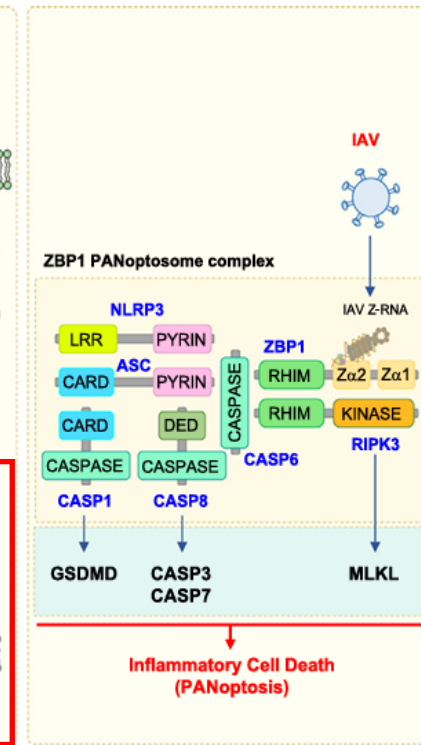 IAV
ZBP1 PANoptosome complex
IAV Z-RNA
NLRP3
LRR
PYRIN
ASC
CARD
PYRIN
CARD
DED
CASPASE
CASPASE
CASP1
CASP8
CASPASE
CASP6
ZBP1
RHIM
Zα2
Zα1
RHIM
KINASE
RIPK3
GSDMD
CASP3
CASP7
MLKL
Inflammatory Cell Death
(PANoptosis)